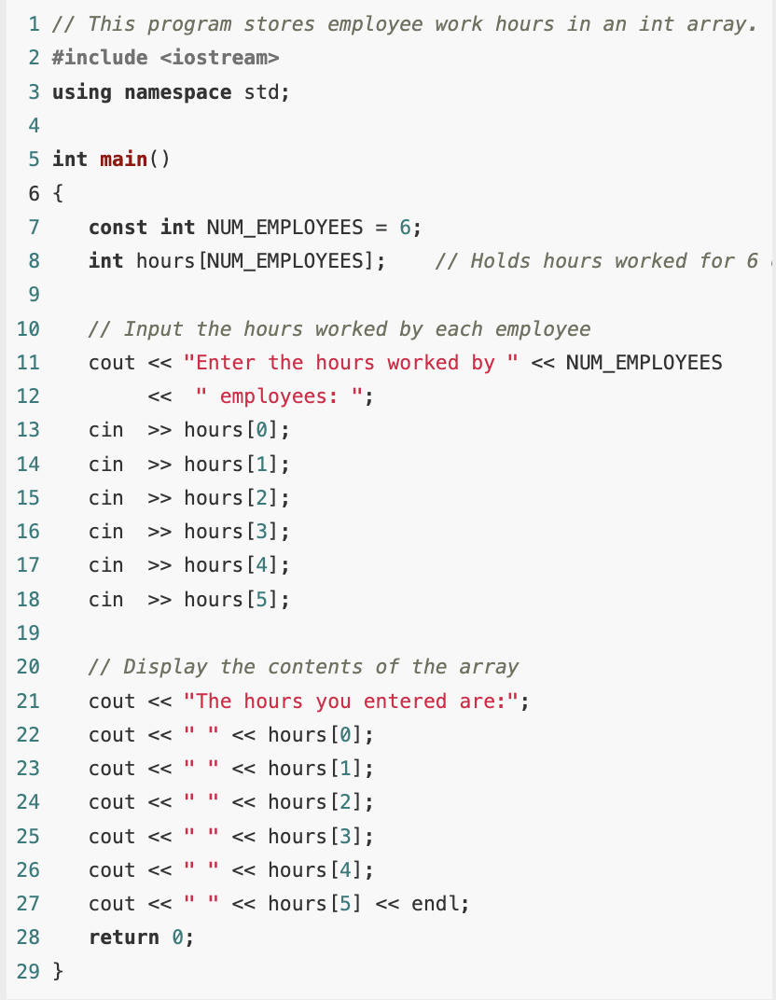 1 // This program stores employee work hours in an int array.
2 #include <iostream>
3 using namespace std;
4
5 int main()
6 {
7    const int NUM_EMPLOYEES = 6;
8    int hours[NUM_EMPLOYEES];    // Holds hours worked for 6
9
10    // Input the hours worked by each employee
11    cout << "Enter the hours worked by " << NUM_EMPLOYEES
12         <<  " employees: ";
13    cin  >> hours[0];
14    cin  >> hours[1];
15    cin  >> hours[2];
16    cin  >> hours[3];
17    cin  >> hours[4];
18    cin  >> hours[5];
19
20    // Display the contents of the array
21    cout << "The hours you entered are:";
22    cout << " " << hours[0];
23    cout << " " << hours[1];
24    cout << " " << hours[2];
25    cout << " " << hours[3];
26    cout << " " << hours[4];
27    cout << " " << hours[5] << endl;
28    return 0;
29 }